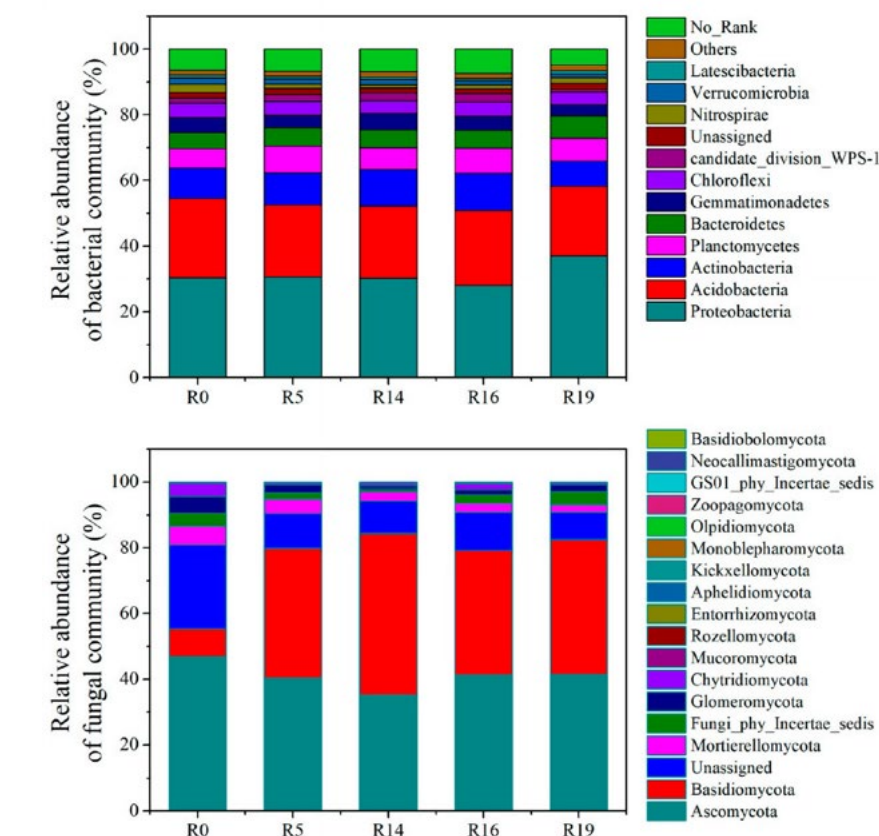 Relative abundance
of bacterial community (%)
100
80
60
40
20
0
R0 R5 R14 R16 R19
No_Rank
Others
Latescibacteria
Verrucomicrobia
Nitrospirae
Unassigned
candidate_division_WPS-1
Chloroflexi
Gemmatimonadetes
Bacteroidetes
Planctomycetes
Actinobacteria
Acidobacteria
Proteobacteria
Relative abundance
of fungal community (%)
100
80
60
40
20
0
R0 R5 R14 R16 R19
Basidiobolomycota
Neocallimastigomycota
GS01_phy_Incertae_sedis
Zoopagomycota
Olpidiomycota
Monoblepharomycota
Kickxellomycota
Aphelidiomycota
Entorrhizomycota
Rozellomycota
Mucoromycota
Chytridiomycota
Glomeromycota
Fungi_phy_Incertae_sedis
Mortierellomycota
Unassigned
Basidiomycota
Ascomycota